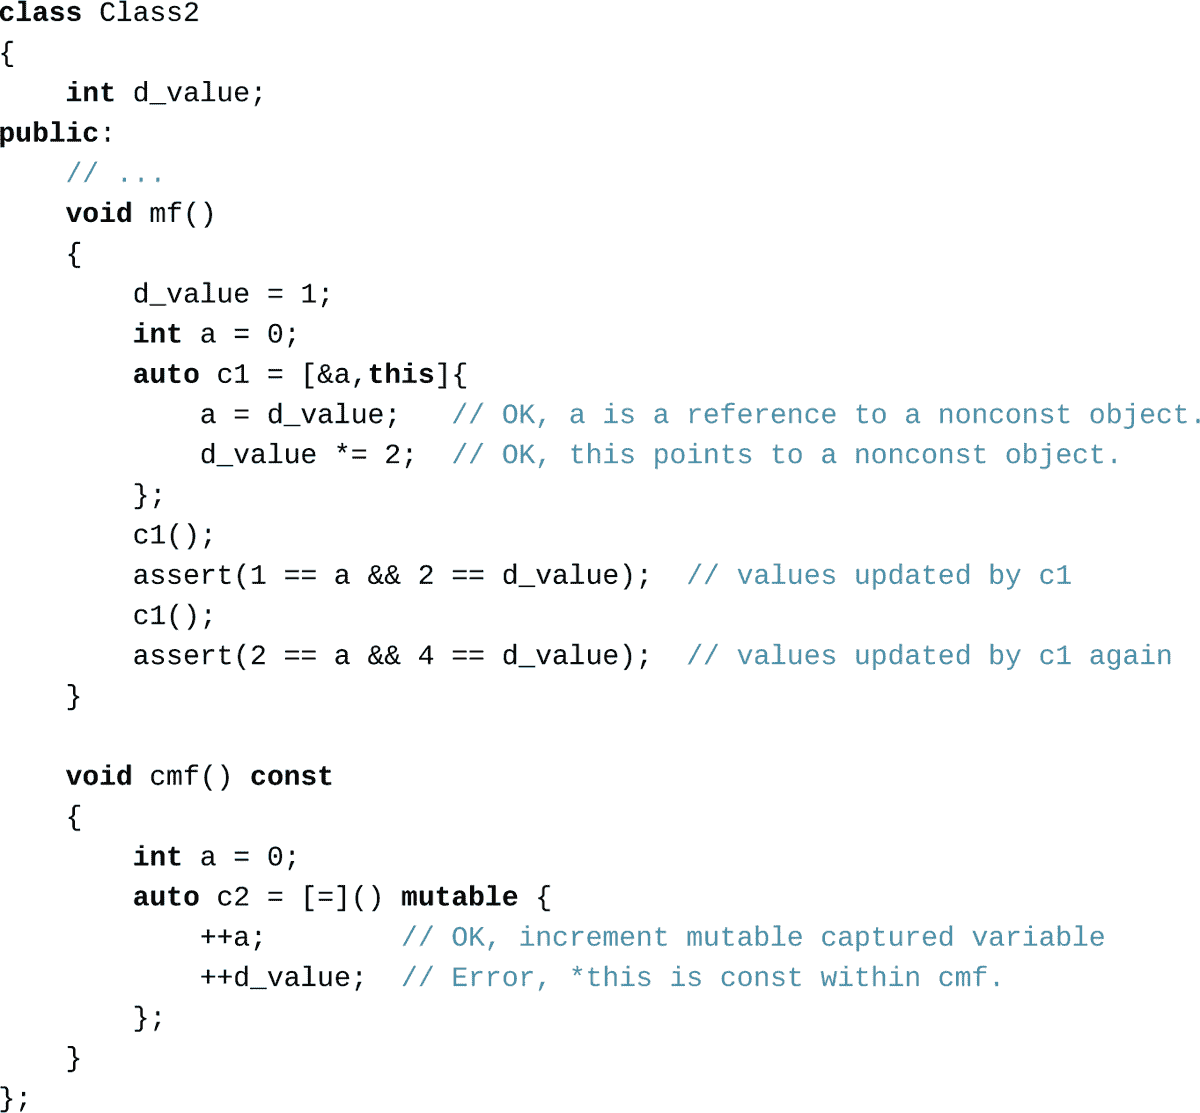 class Class2
{
    int d_value;
public:
    // ...
    void mf()
    {
        d_value = 1;
        int a = 0;
        auto c1 = [&a,this]{
            a = d_value;   // OK, a is a reference to a nonconst object.
            d_value *= 2;  // OK, this points to a nonconst object.
        };
        c1();
        assert(1 == a && 2 == d_value);  // values updated by c1
        c1();
        assert(2 == a && 4 == d_value);  // values updated by c1 again
    }

    void cmf() const
    {
        int a = 0;
        auto c2 = [=]() mutable {
            ++a;        // OK, increment mutable captured variable
            ++d_value;  // Error, *this is const within cmf.
        };
    }
};